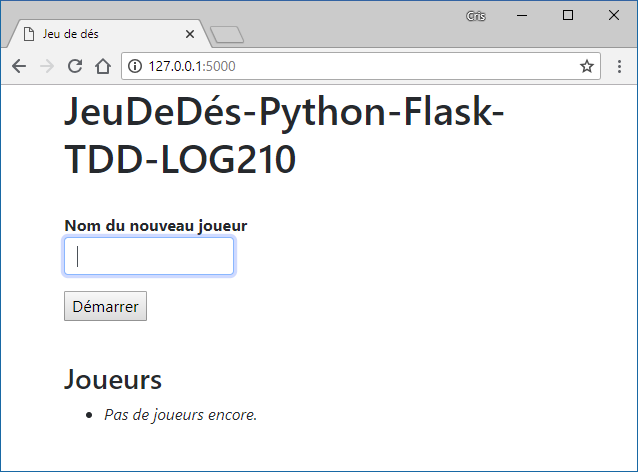 Cris
Jeu de dés
127.0.0.1:5000
JeuDeDés-Python-Flask-
TDD-LOG210
Nom du nouveau joueur
Démarrer
Joueurs
Pas de joueurs encore.